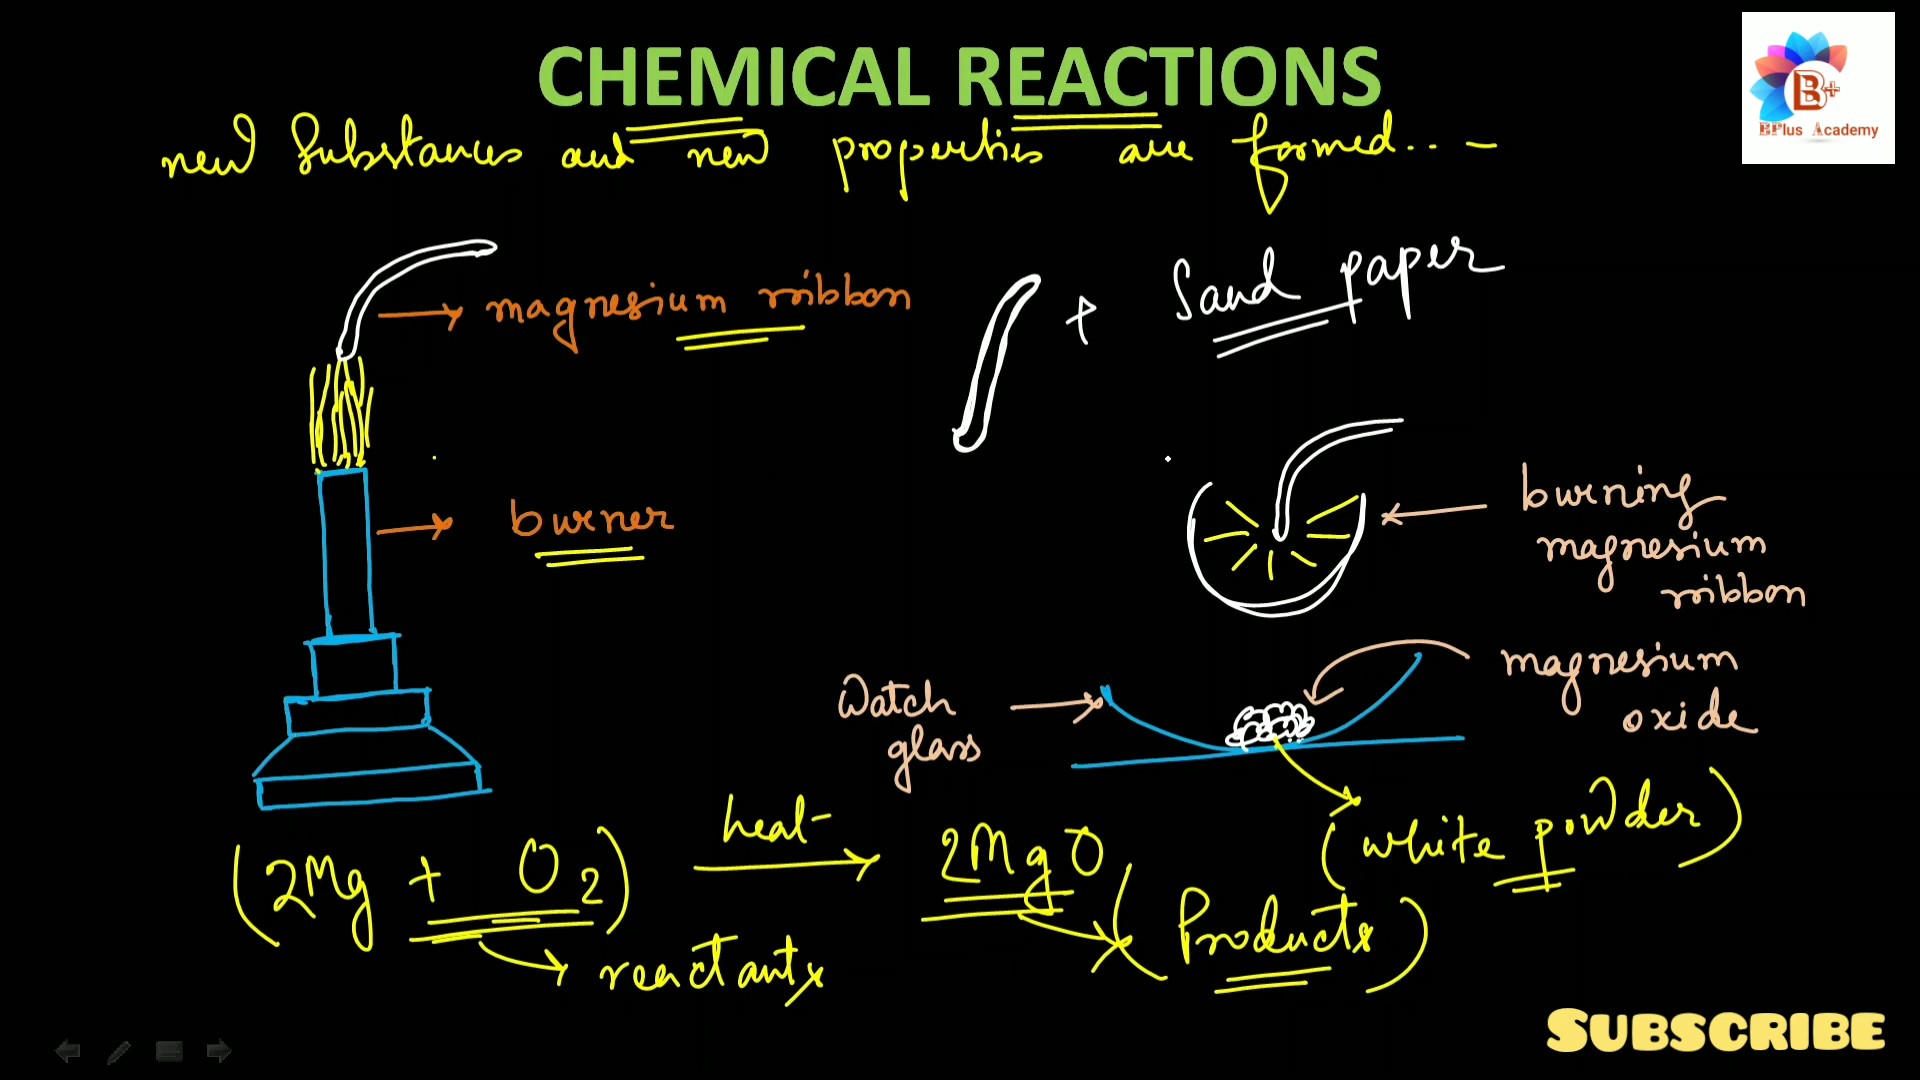 CHEMICAL REACTIONS
B+
BPlus Academy
new Substances and new properties are formed.. -
magnesium ribbon
+ Sand paper
burner
burning
magnesium
ribbon
Watch
glass
magnesium
oxide
(white powder)
(2Mg + O2) heat 2MgO
reactants
(Products)
SUBSCRIBE